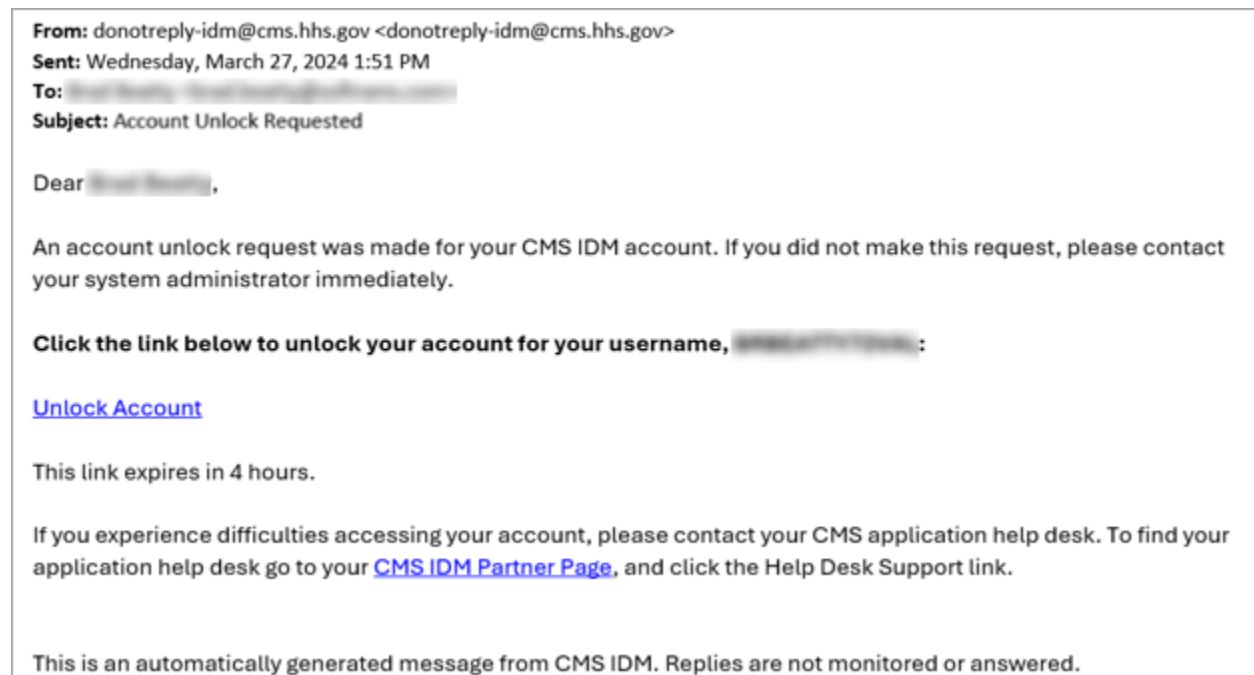 From: donotreply-idm@cms.hhs.gov <donotreply-idm@cms.hhs.gov>
Sent: Wednesday, March 27, 2024 1:51 PM
To:
Subject: Account Unlock Requested
Dear ,
An account unlock request was made for your CMS IDM account. If you did not make this request, please contact
your system administrator immediately.
Click the link below to unlock your account for your username, :
Unlock Account
This link expires in 4 hours.
If you experience difficulties accessing your account, please contact your CMS application help desk. To find your
application help desk go to your CMS IDM Partner Page, and click the Help Desk Support link.
This is an automatically generated message from CMS IDM. Replies are not monitored or answered.